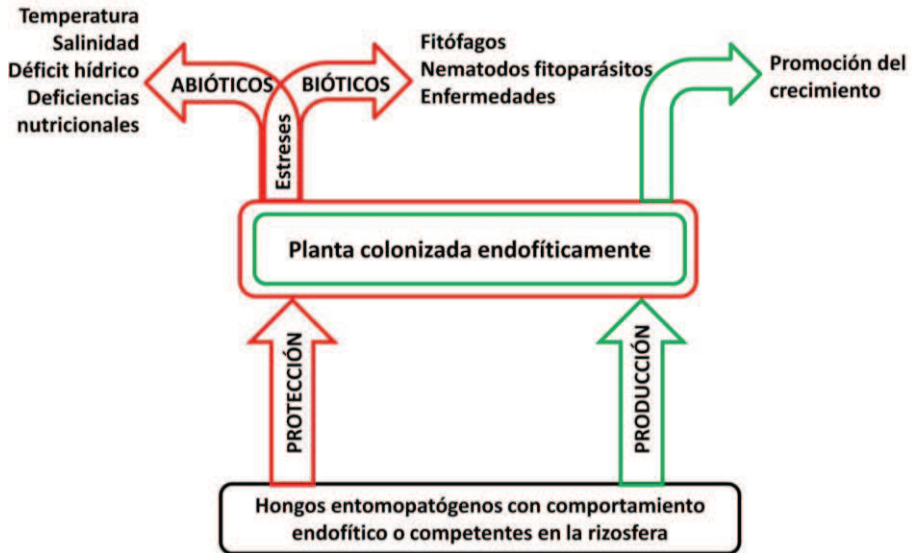 Temperatura
Salinidad
Déficit hídrico
Deficiencias
nutricionales
ABIÓTICOS
BIÓTICOS
Estreses
Fitófagos
Nematodos fitoparásitos
Enfermedades
Promoción del
crecimiento
Planta colonizada endofíticamente
PROTECCIÓN
PRODUCCIÓN
Hongos entomopatógenos con comportamiento
endofítico o competentes en la rizosfera